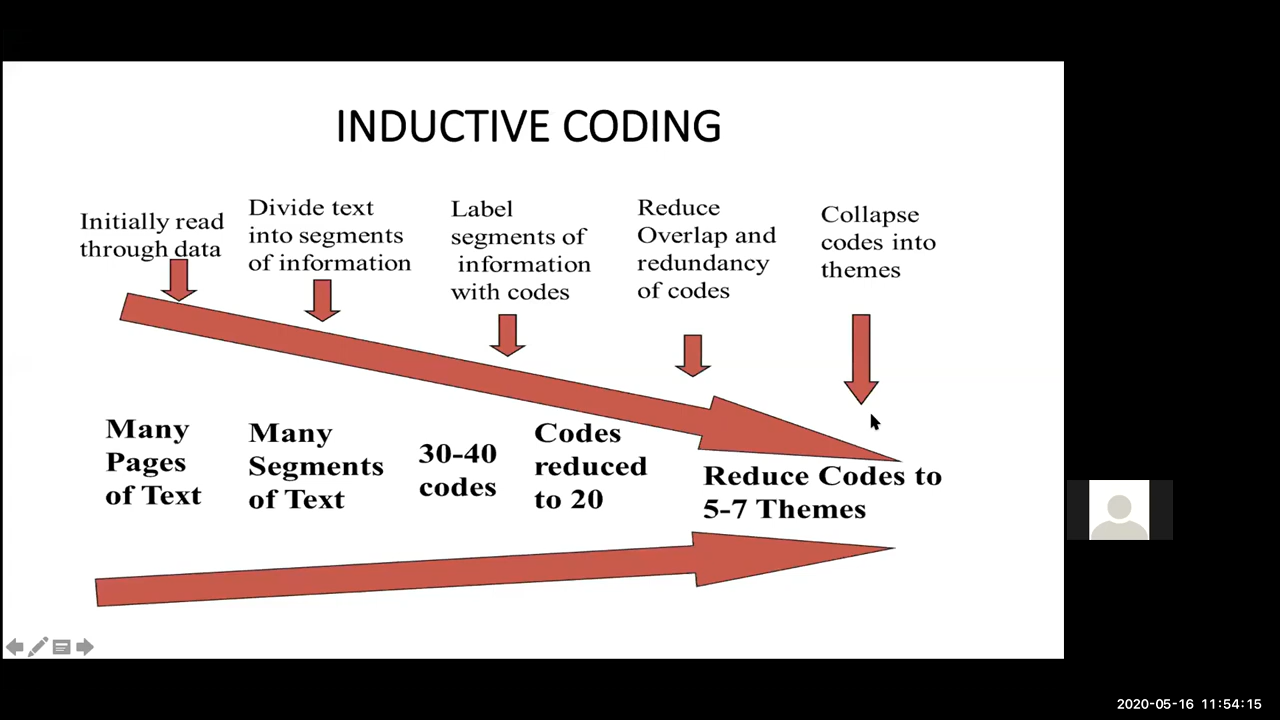 INDUCTIVE CODING
Initially read
through data
Divide text
into segments
of information
Label
segments of
information
with codes
Reduce
Overlap and
redundancy
of codes
Collapse
codes into
themes
Many
Pages
of Text
Many
Segments
of Text
30-40
codes
Codes
reduced
to 20
Reduce Codes to
5-7 Themes
2020-05-16 11:54:15